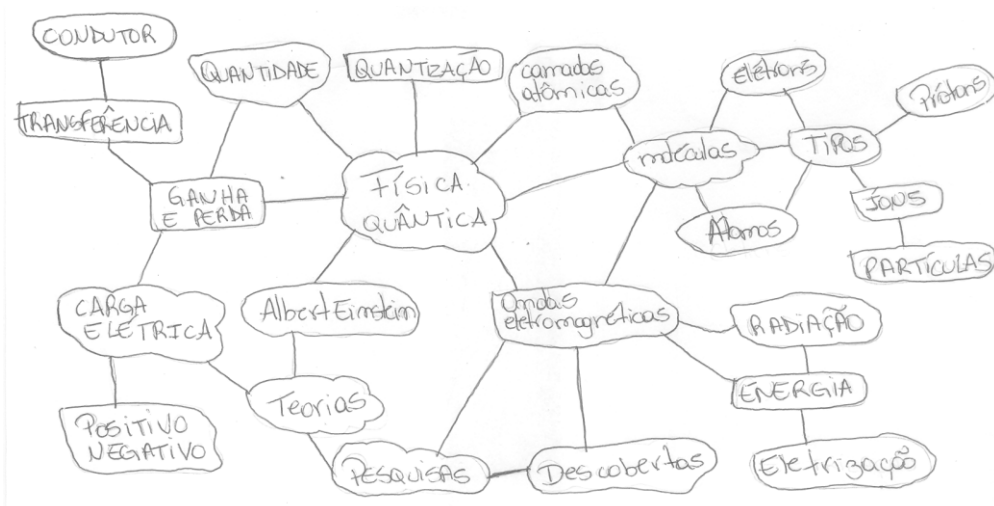 CONDUTOR
QUANTIDADE
QUANTIZAÇÃO
camadas
atômicas
Elétrons
Prótons
TRANSFERÊNCIA
moléculas
TIPOS
GANHA
E PERDA
FÍSICA
QUÂNTICA
Átomos
ÍONS
PARTÍCULAS
CARGA
ELÉTRICA
Albert Einstein
Ondas
eletromagnéticas
RADIAÇÃO
ENERGIA
Teorias
POSITIVO
NEGATIVO
PESQUISAS
Descobertas
Eletrização